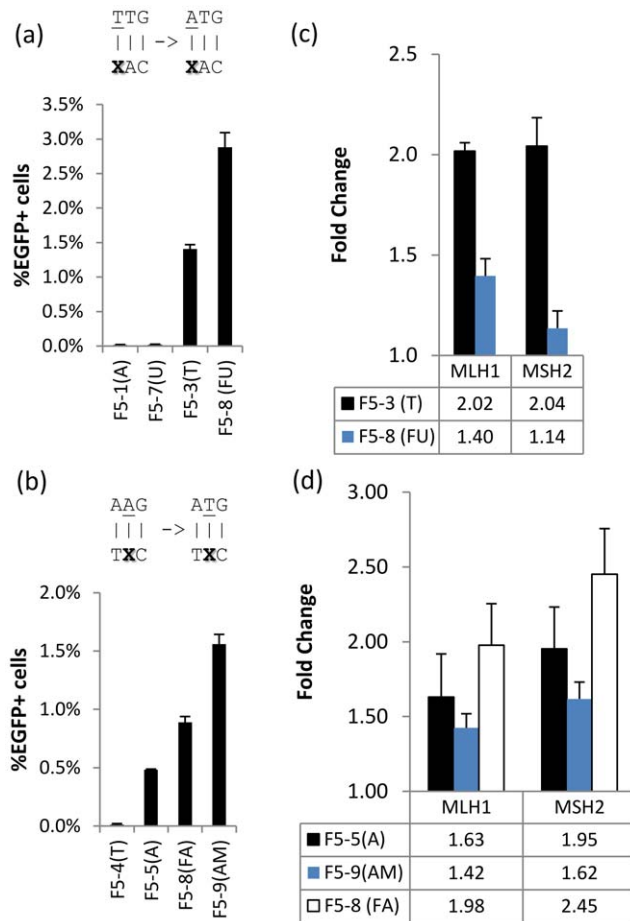 (a)
TTG ATG
||| -> |||
XAC XAC
%EGFP+ cells
3.5%
3.0%
2.5%
2.0%
1.5%
1.0%
0.5%
0.0%
F5-1(A)
F5-7(U)
F5-3(T)
F5-8 (FU)
(b)
AAG ATG
||| -> |||
TXC TXC
%EGFP+ cells
2.0%
1.5%
1.0%
0.5%
0.0%
F5-4(T)
F5-5(A)
F5-8(FA)
F5-9(AM)
(c)
Fold Change
2.5
2.0
1.5
1.0
MLH1 MSH2
F5-3 (T) 2.02 2.04
F5-8 (FU) 1.40 1.14
(d)
Fold Change
3.00
2.50
2.00
1.50
1.00
MLH1 MSH2
F5-5(A) 1.63 1.95
F5-9(AM) 1.42 1.62
F5-8 (FA) 1.98 2.45